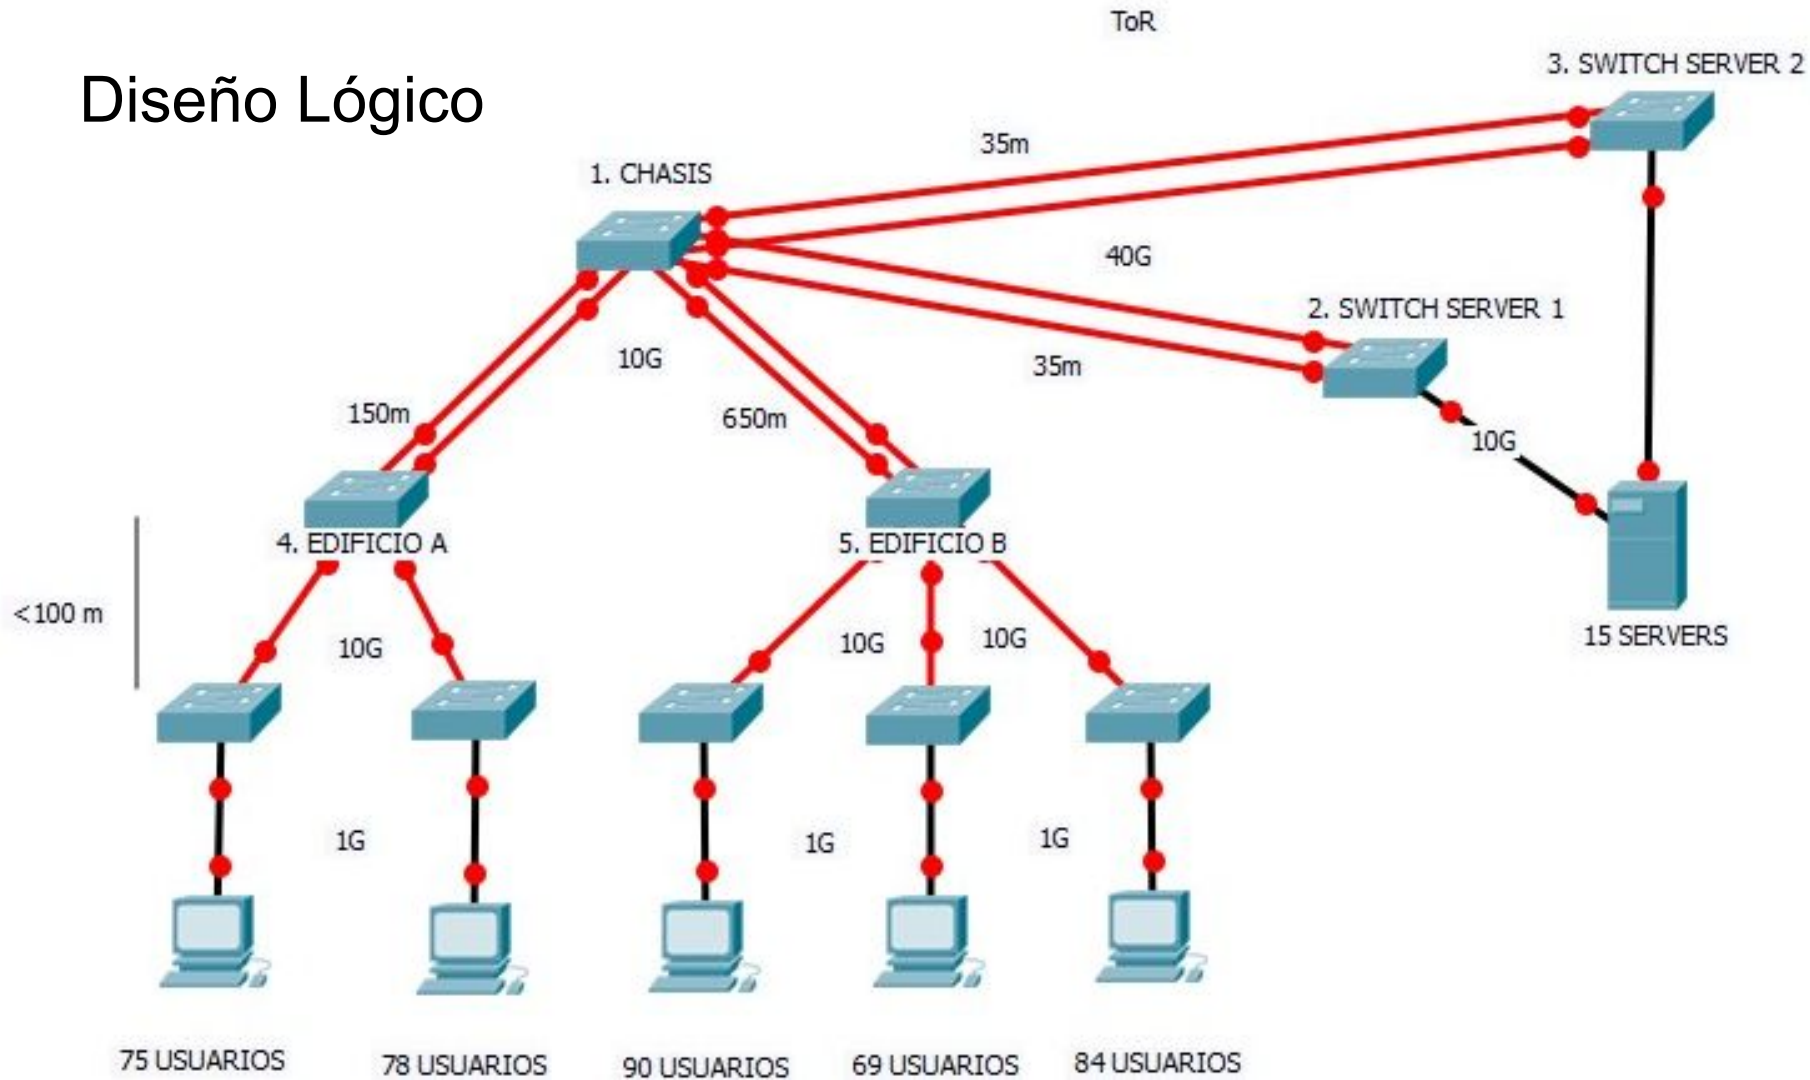 ToR
Diseño Lógico
3. SWITCH SERVER 2
35m
1. CHASIS
40G
2. SWITCH SERVER 1
10G
35m
150m
650m
10G
4. EDIFICIO A
5. EDIFICIO B
<100 m
10G
10G
10G
15 SERVERS
1G
1G
1G
75 USUARIOS
78 USUARIOS
90 USUARIOS
69 USUARIOS
84 USUARIOS